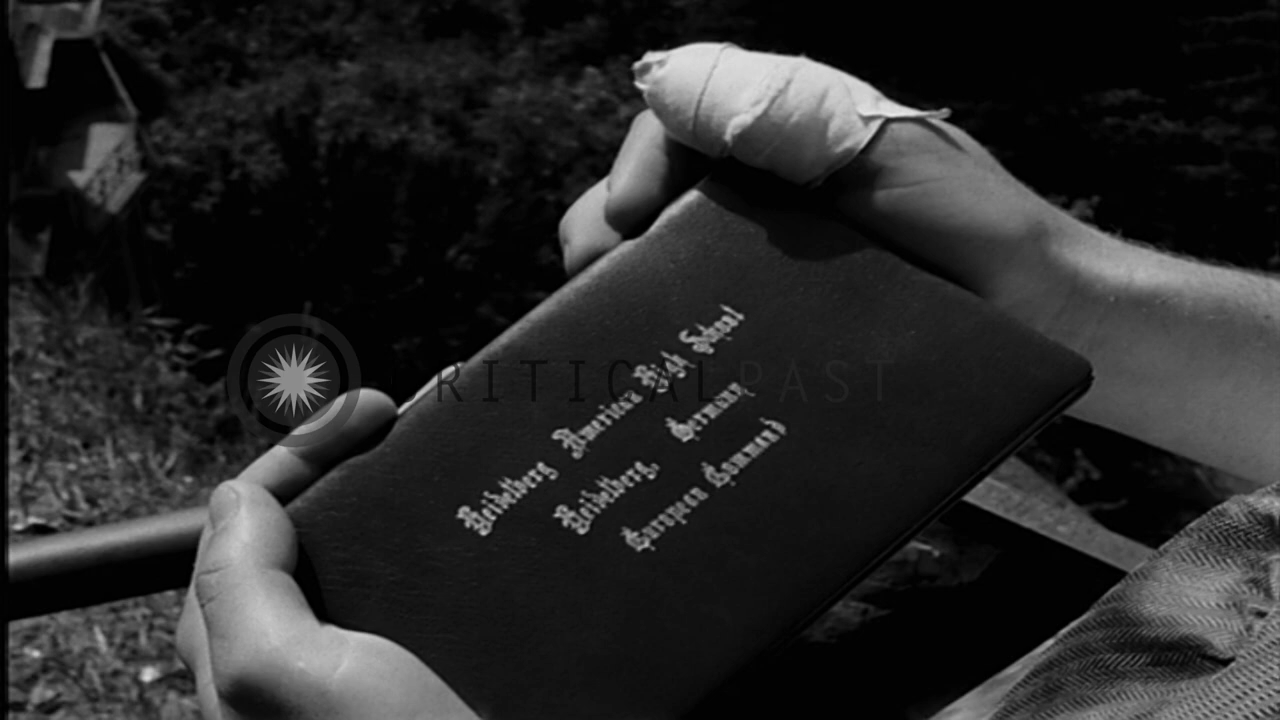 Heidelberg American High School
Heidelberg, Germany
European Command
CRITICALPAST